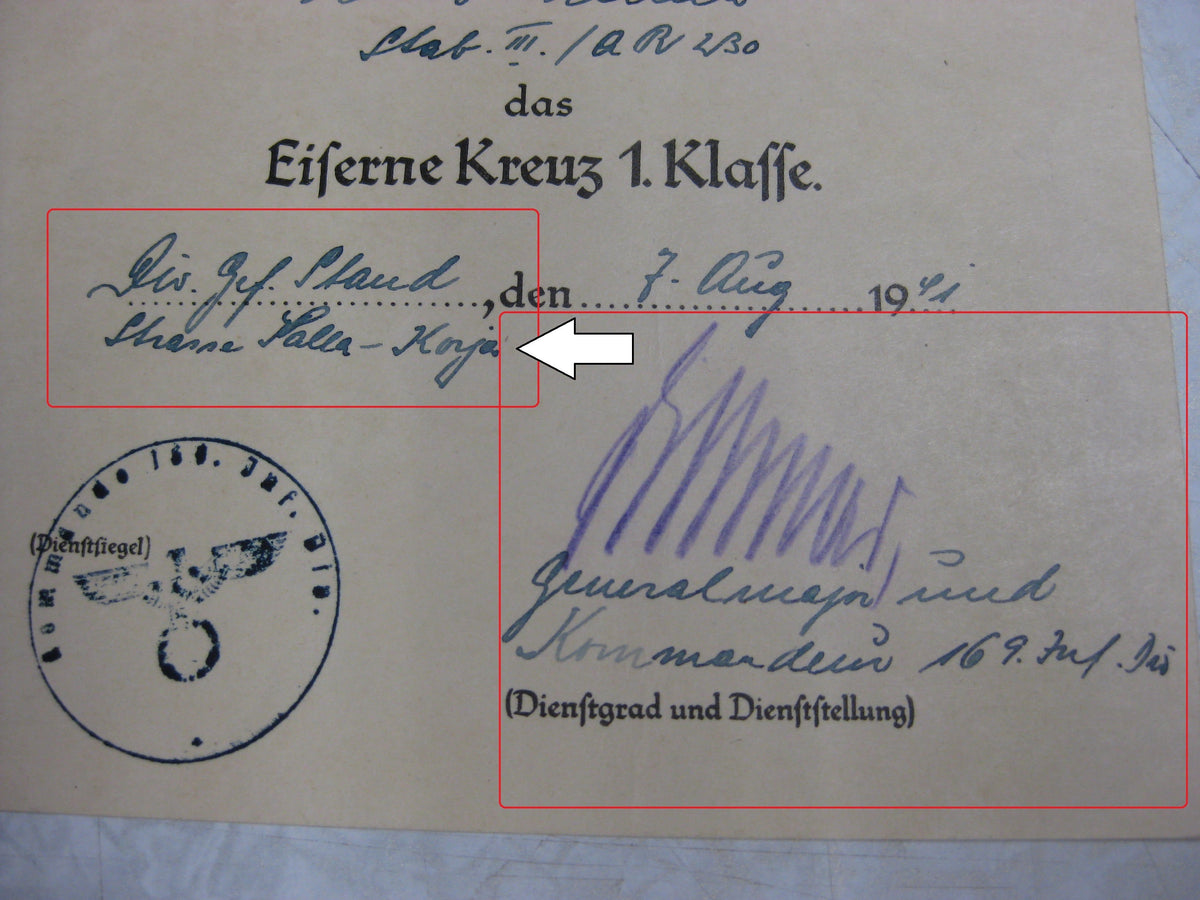 Stab. III. / A R 230
das
Eiserne Kreuz 1. Klasse.
Div. Gef. Stand, den 7. Aug 1941
Strasse Salla - Korja
(Dienstsiegel)
Kommando 169. Inf. Div.
Generalmajor und
Kommandeur 169. Inf. Div
(Dienstgrad und Dienststellung)